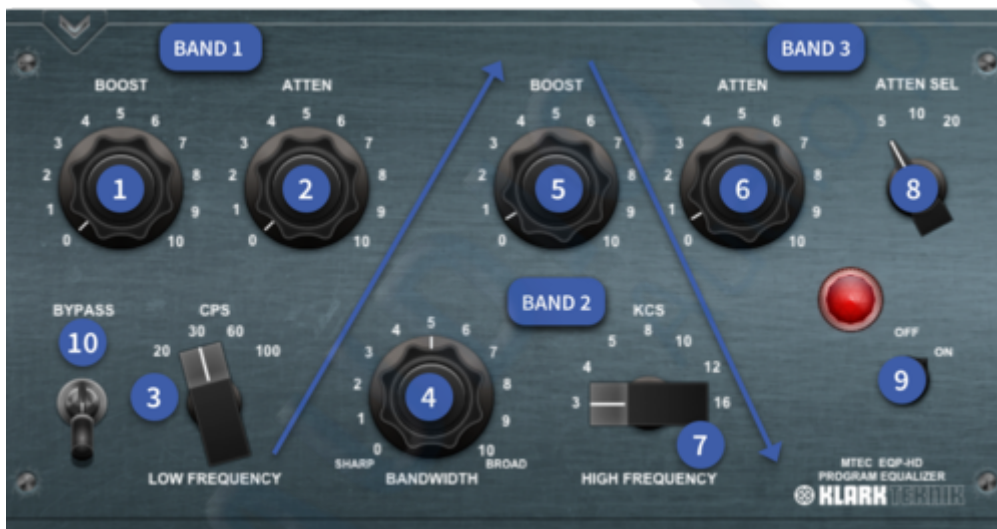 BAND 1
BAND 3
BOOST ATTEN BOOST ATTEN ATTEN SEL
0 1 2 3 4 5 6 7 8 9 10
1
0 1 2 3 4 5 6 7 8 9 10
2
0 1 2 3 4 5 6 7 8 9 10
5
0 1 2 3 4 5 6 7 8 9 10
6
5 10 20
8
BAND 2
BYPASS
10
CPS
20 30 60 100
3
LOW FREQUENCY
0 1 2 3 4 5 6 7 8 9 10
4
SHARP BROAD
BANDWIDTH
KCS
3 4 5 8 10 12 16
7
HIGH FREQUENCY
OFF
ON
9
MTEC EQP-HD
PROGRAM EQUALIZER
KLARK TEKNIK